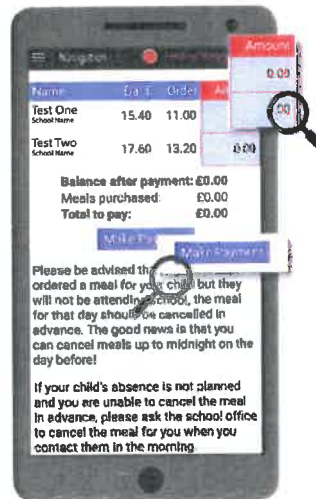 Navigation
Amount
Name Order
0.00
Test One 15.40 11.00
School Name
Test Two 17.60 13.20 0.00
School Name
Balance after payment: £0.00
Meals purchased: £0.00
Total to pay: £0.00
Make Payment
Please be advised
ordered a meal for your child but they
will not be attending school, the meal
for that day should be cancelled in
advance. The good news is that you
can cancel meals up to midnight on the
day before!
If your child's absence is not planned
and you are unable to cancel the meal
in advance, please ask the school office
to cancel the meal for you when you
contact them in the morning